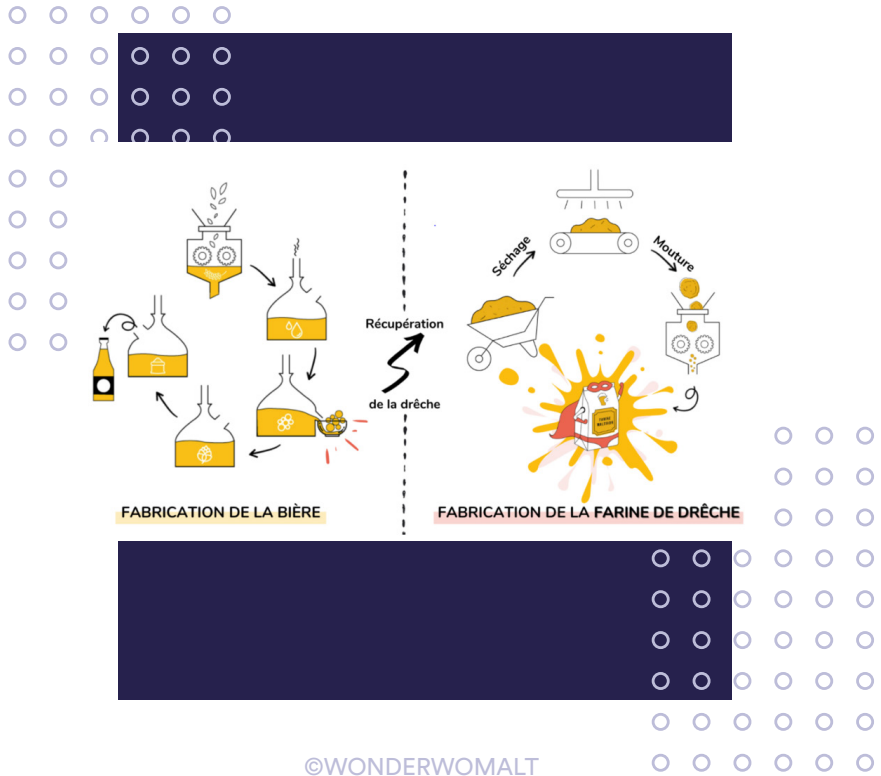 Récupération
de la drêche
Séchage
Mouture
FABRICATION DE LA BIÈRE
FABRICATION DE LA FARINE DE DRÊCHE
©WONDERWOMALT